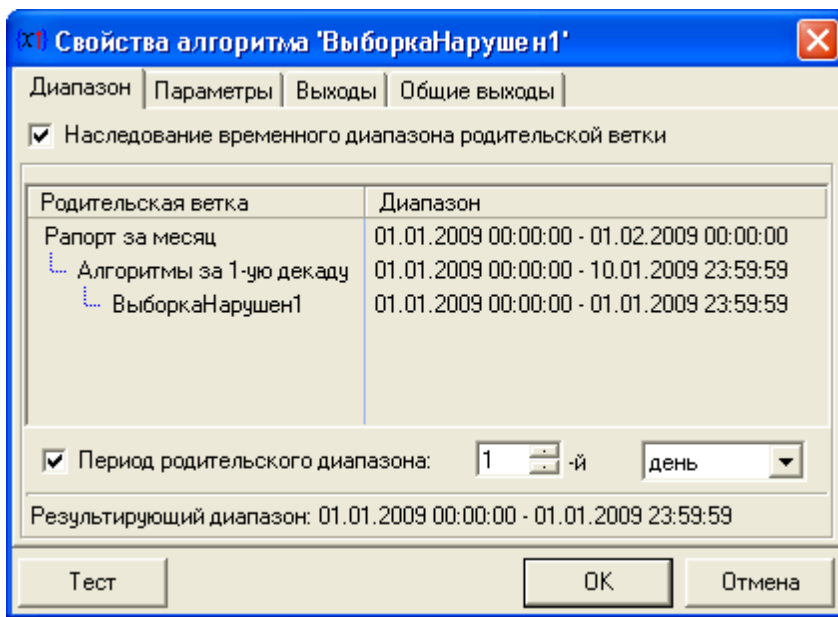 Свойства алгоритма 'ВыборкаНарушен1'
Диапазон Параметры Выходы Общие выходы
Наследование временного диапазона родительской ветки
Родительская ветка Диапазон
Рапорт за месяц 01.01.2009 00:00:00 - 01.02.2009 00:00:00
Алгоритмы за 1-ую декаду 01.01.2009 00:00:00 - 10.01.2009 23:59:59
ВыборкаНарушен1 01.01.2009 00:00:00 - 01.01.2009 23:59:59
Период родительского диапазона: 1 -й день
Результирующий диапазон: 01.01.2009 00:00:00 - 01.01.2009 23:59:59
Тест OK Отмена